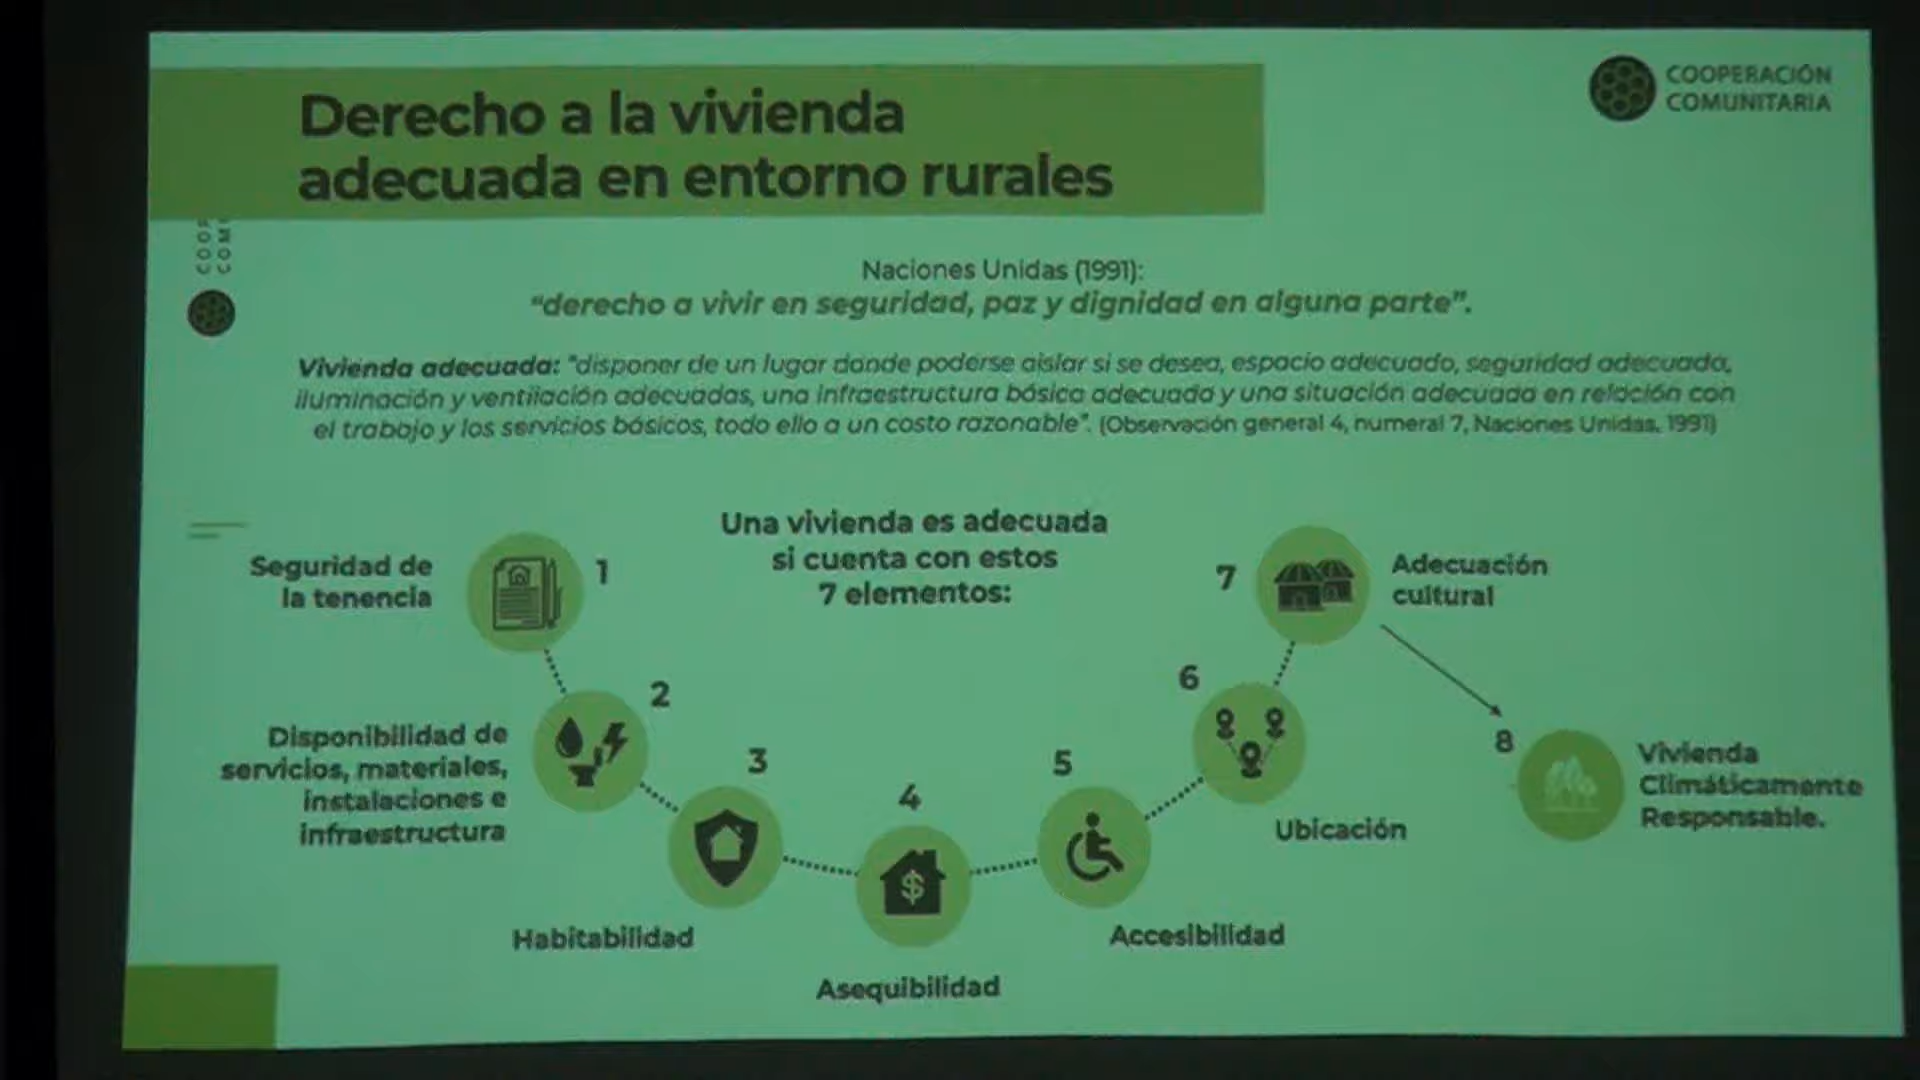 Derecho a la vivienda
adecuada en entorno rurales
COOPERACIÓN
COMUNITARIA
Naciones Unidas (1991):
“derecho a vivir en seguridad, paz y dignidad en alguna parte”.
Vivienda adecuada: "disponer de un lugar donde poderse aislar si se desea, espacio adecuado, seguridad adecuada,
iluminación y ventilación adecuadas, una infraestructura básica adecuada y una situación adecuada en relación con
el trabajo y los servicios básicos, todo ello a un costo razonable". (Observación general 4, numeral 7, Naciones Unidas, 1991)
Una vivienda es adecuada
si cuenta con estos
7 elementos:
1
Seguridad de
la tenencia
2
Disponibilidad de
servicios, materiales,
instalaciones e
infraestructura
3
Habitabilidad
4
$
Asequibilidad
5
Accesibilidad
6
Ubicación
7
Adecuación
cultural
8
Vivienda
Climáticamente
Responsable.